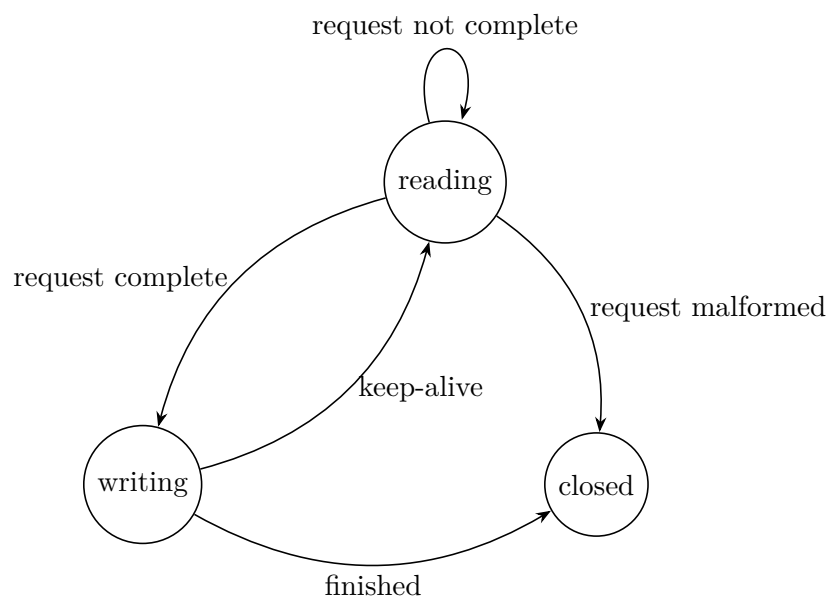 request not complete
reading
request complete
request malformed
keep-alive
writing
closed
finished